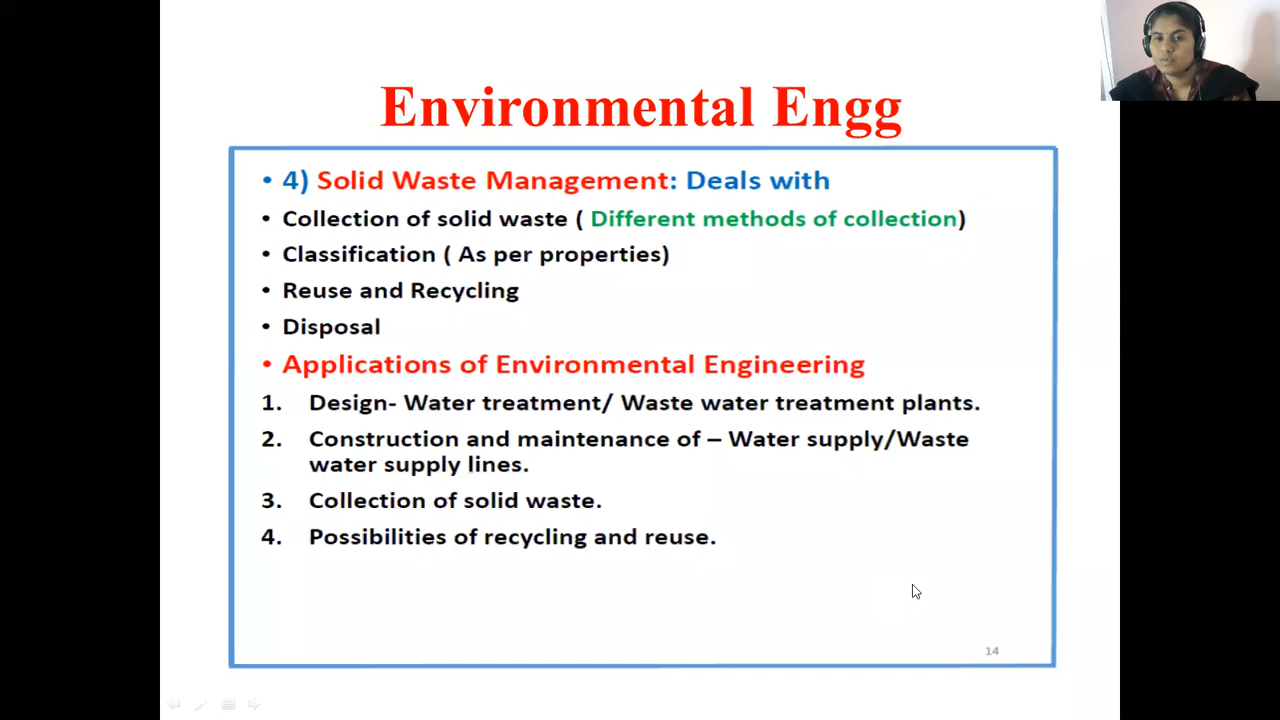 Environmental Engg
• 4) Solid Waste Management: Deals with
• Collection of solid waste ( Different methods of collection)
• Classification ( As per properties)
• Reuse and Recycling
• Disposal
• Applications of Environmental Engineering
1. Design- Water treatment/ Waste water treatment plants.
2. Construction and maintenance of – Water supply/Waste
water supply lines.
3. Collection of solid waste.
4. Possibilities of recycling and reuse.
14